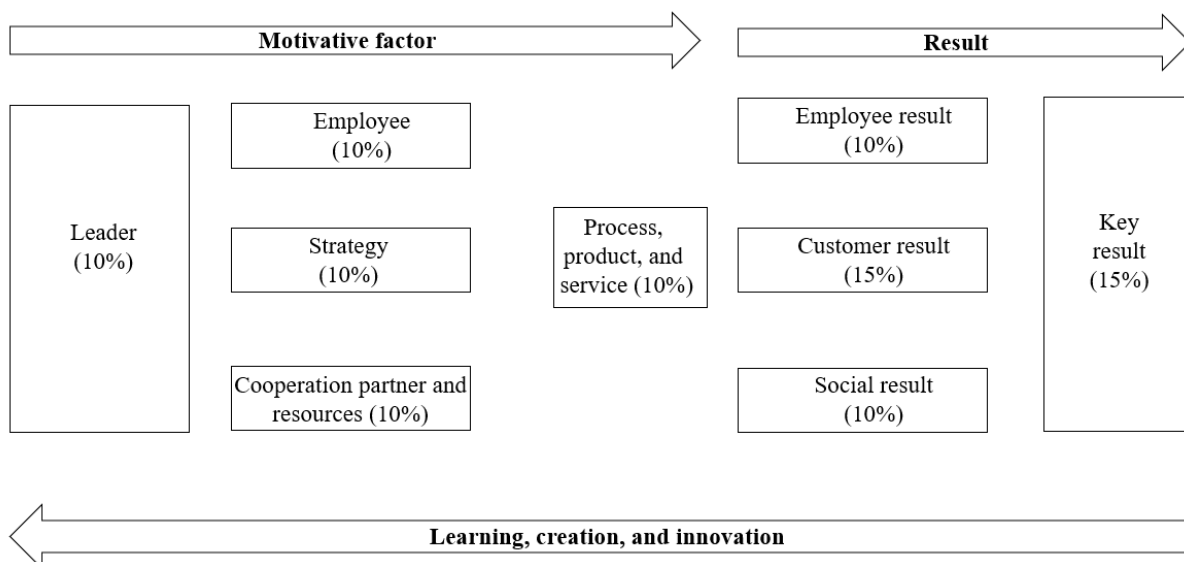 Motivative factor
Result
Leader
(10%)
Employee
(10%)
Strategy
(10%)
Cooperation partner and
resources (10%)
Process,
product, and
service (10%)
Employee result
(10%)
Customer result
(15%)
Social result
(10%)
Key
result
(15%)
Learning, creation, and innovation